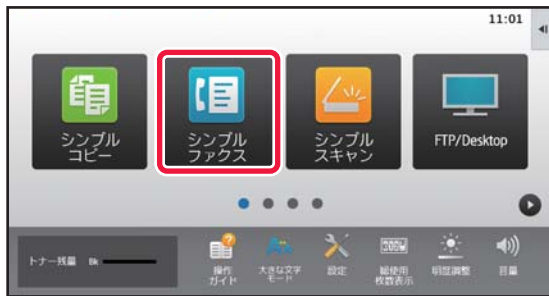 11:01
シンプル
コピー
シンプル
ファクス
シンプル
スキャン
FTP/Desktop
トナー残量 Bk
操作
ガイド
大きな文字
モード
設定
総使用
枚数表示
明度調整
音量